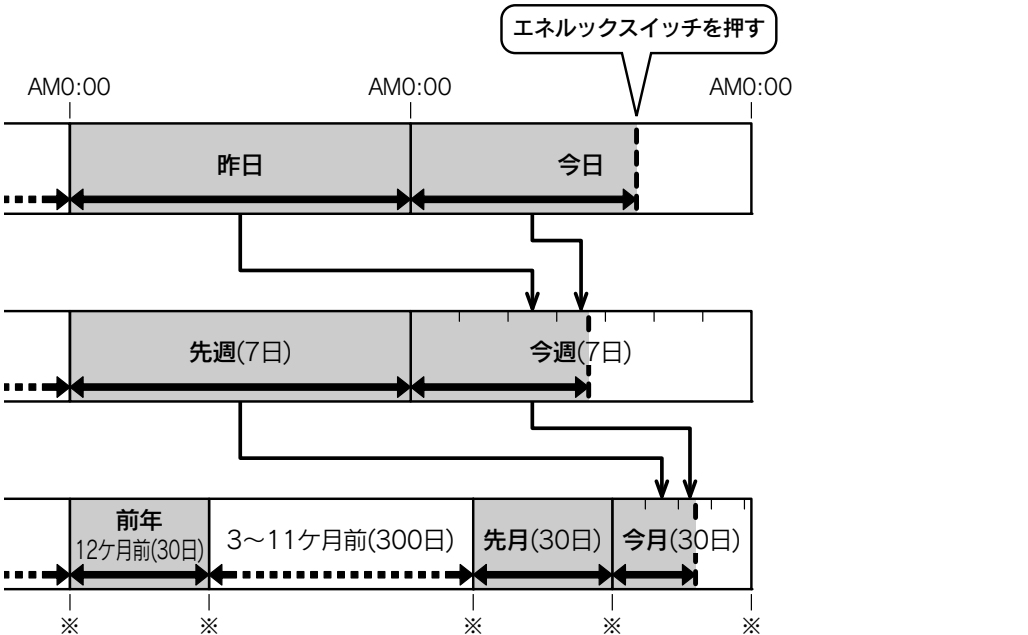 エネルックスイッチを押す
AM0:00 AM0:00 AM0:00
昨日 今日
先週(7日) 今週(7日)
前年
12ケ月前(30日) 3〜11ケ月前(300日) 先月(30日) 今月(30日)
※ ※ ※ ※ ※